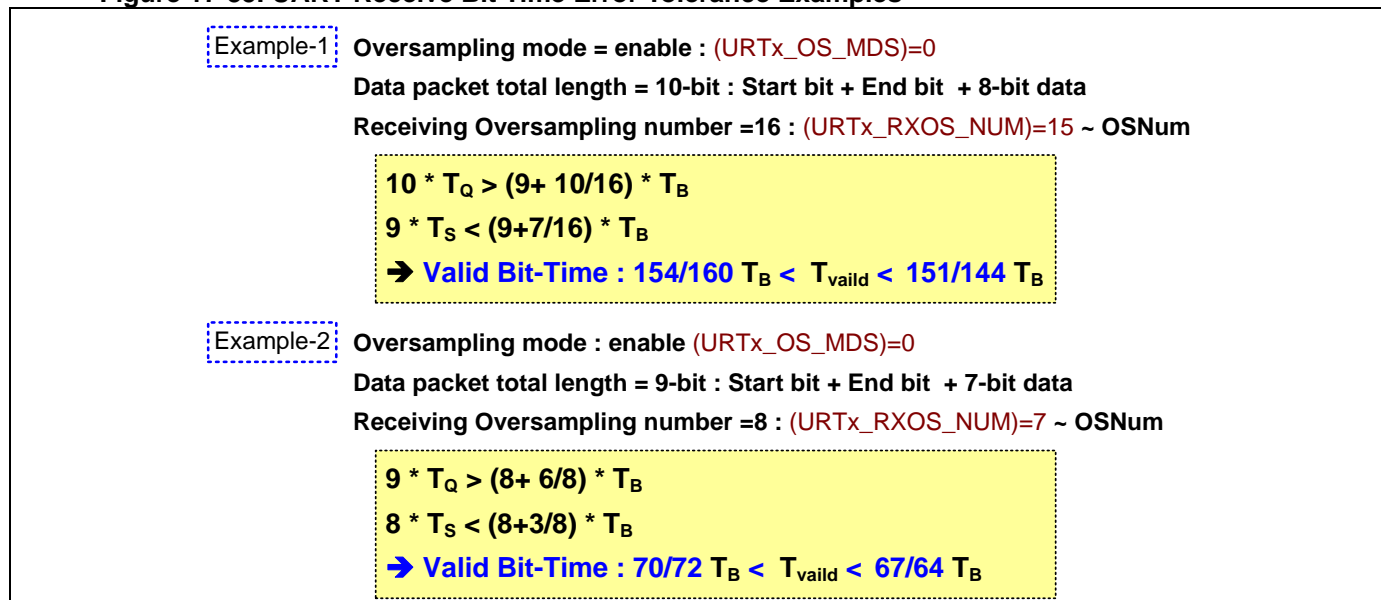 Example-1 Oversampling mode = enable : (URTx_OS_MDS)=0
Data packet total length = 10-bit : Start bit + End bit + 8-bit data
Receiving Oversampling number =16 : (URTx_RXOS_NUM)=15 ~ OSNum
10 * TQ > (9+ 10/16) * TB
9 * TS < (9+7/16) * TB
➔ Valid Bit-Time : 154/160 TB < Tvaild < 151/144 TB
Example-2 Oversampling mode : enable (URTx_OS_MDS)=0
Data packet total length = 9-bit : Start bit + End bit + 7-bit data
Receiving Oversampling number =8 : (URTx_RXOS_NUM)=7 ~ OSNum
9 * TQ > (8+ 6/8) * TB
8 * TS < (8+3/8) * TB
➔ Valid Bit-Time : 70/72 TB < Tvaild < 67/64 TB